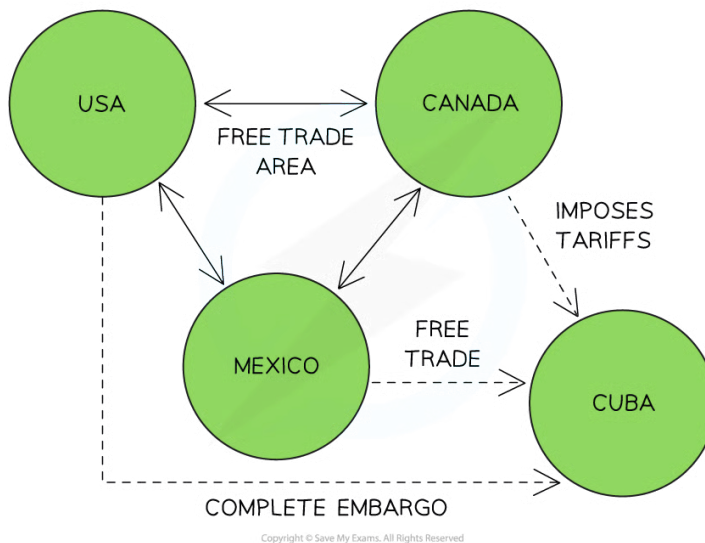 USA
CANADA
FREE TRADE
AREA
IMPOSES
TARIFFS
MEXICO
FREE
TRADE
CUBA
COMPLETE EMBARGO
Copyright © Save My Exams. All Rights Reserved